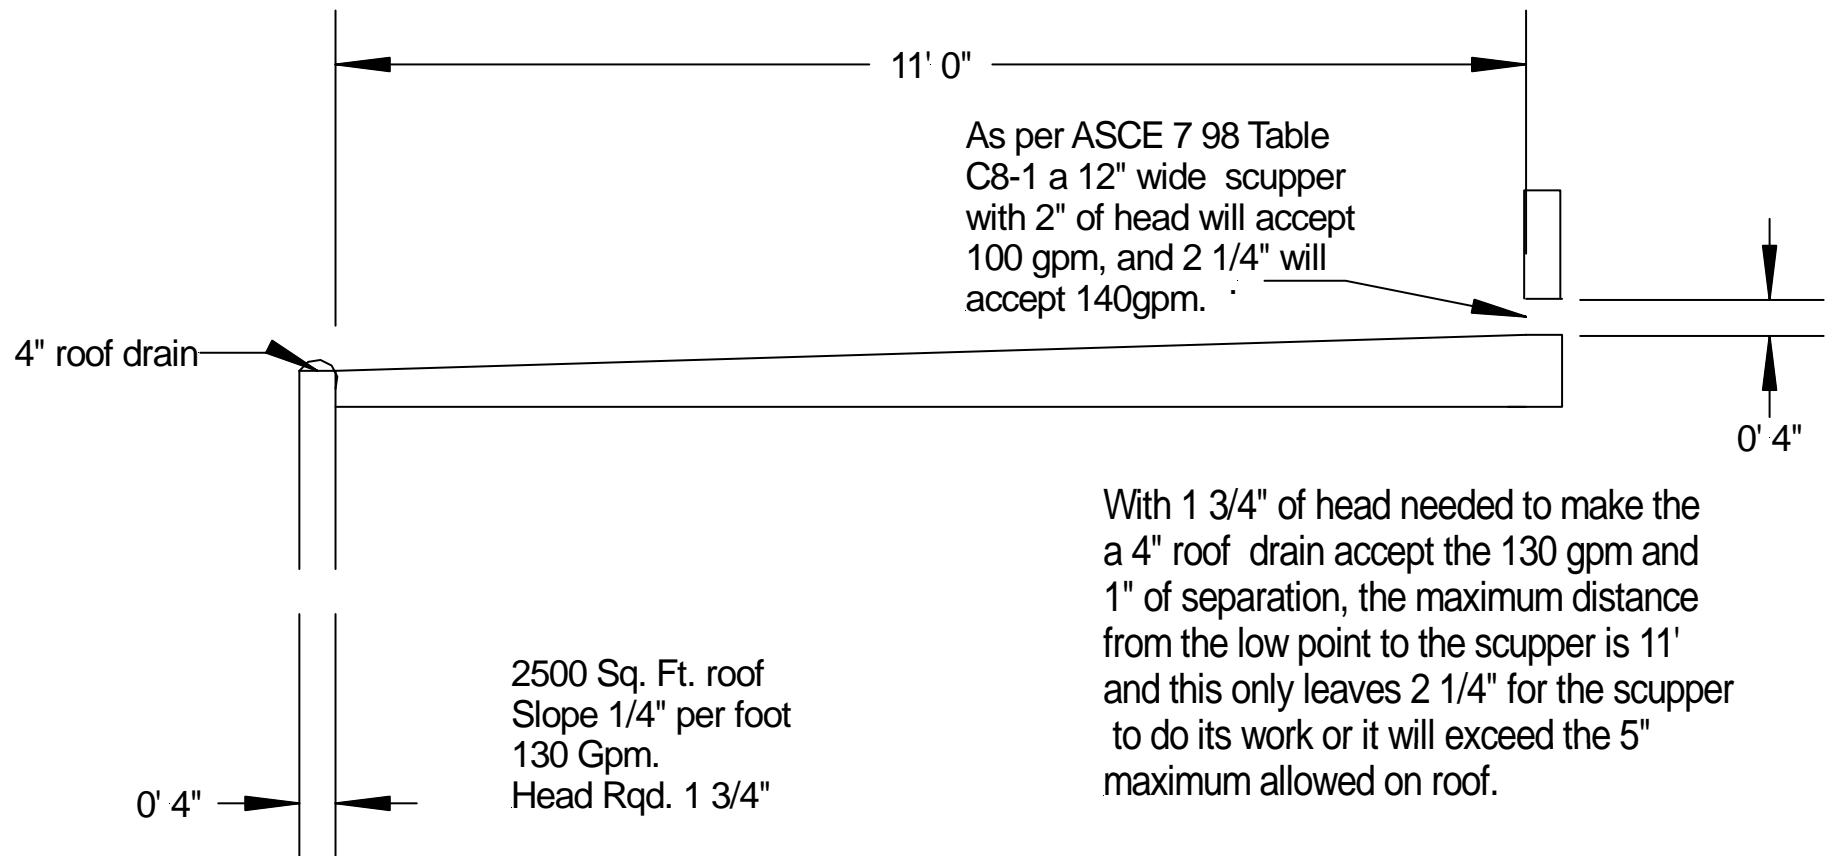 11' 0"
As per ASCE 7 98 Table
C8-1 a 12" wide scupper
with 2" of head will accept
100 gpm, and 2 1/4" will
accept 140gpm.
4" roof drain
0' 4"
With 1 3/4" of head needed to make the
a 4" roof drain accept the 130 gpm and
1" of separation, the maximum distance
from the low point to the scupper is 11'
and this only leaves 2 1/4" for the scupper
to do its work or it will exceed the 5"
maximum allowed on roof.
2500 Sq. Ft. roof
Slope 1/4" per foot
130 Gpm.
Head Rqd. 1 3/4"
0' 4"